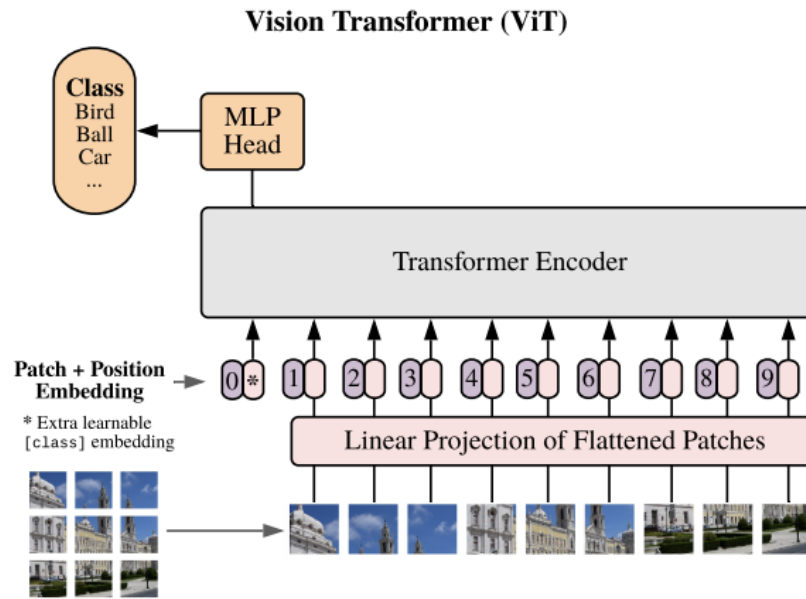 Vision Transformer (ViT)
Class
Bird
Ball
Car
...
MLP
Head
Transformer Encoder
Patch + Position
Embedding
0 * 1 2 3 4 5 6 7 8 9
* Extra learnable
[class] embedding
Linear Projection of Flattened Patches